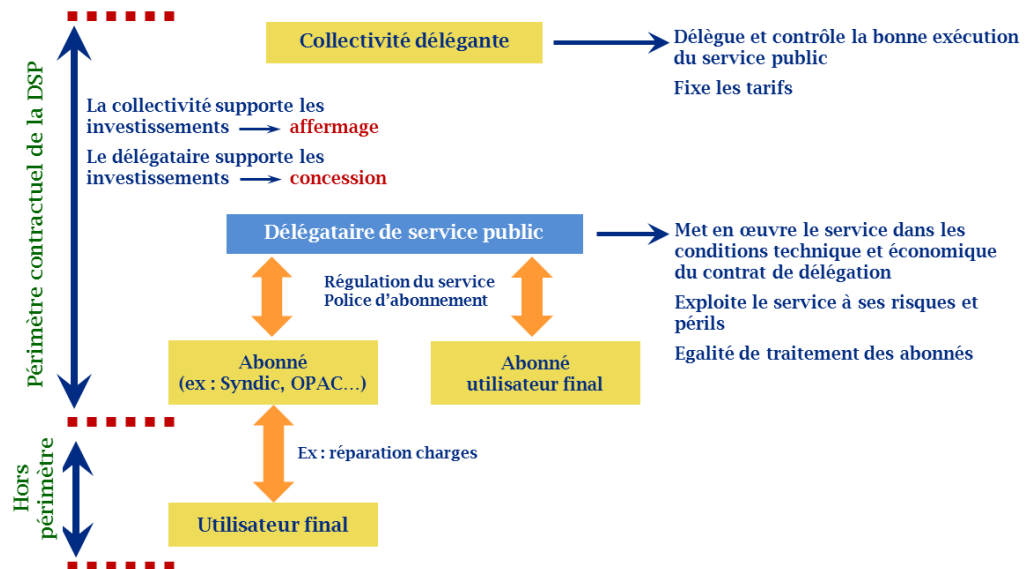 Collectivité délégante
Délègue et contrôle la bonne exécution
du service public
Fixe les tarifs
Périmètre contractuel de la DSP
La collectivité supporte les
investissements → affermage
Le délégataire supporte les
investissements → concession
Délégataire de service public
Met en œuvre le service dans les
conditions technique et économique
du contrat de délégation
Exploite le service à ses risques et
périls
Egalité de traitement des abonnés
Régulation du service
Police d’abonnement
Abonné
(ex : Syndic, OPAC...)
Abonné
utilisateur final
Hors
périmètre
Ex : réparation charges
Utilisateur final